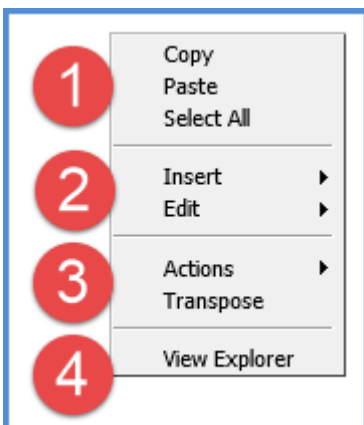 1
Copy
Paste
Select All
2
Insert
Edit
3
Actions
Transpose
4
View Explorer